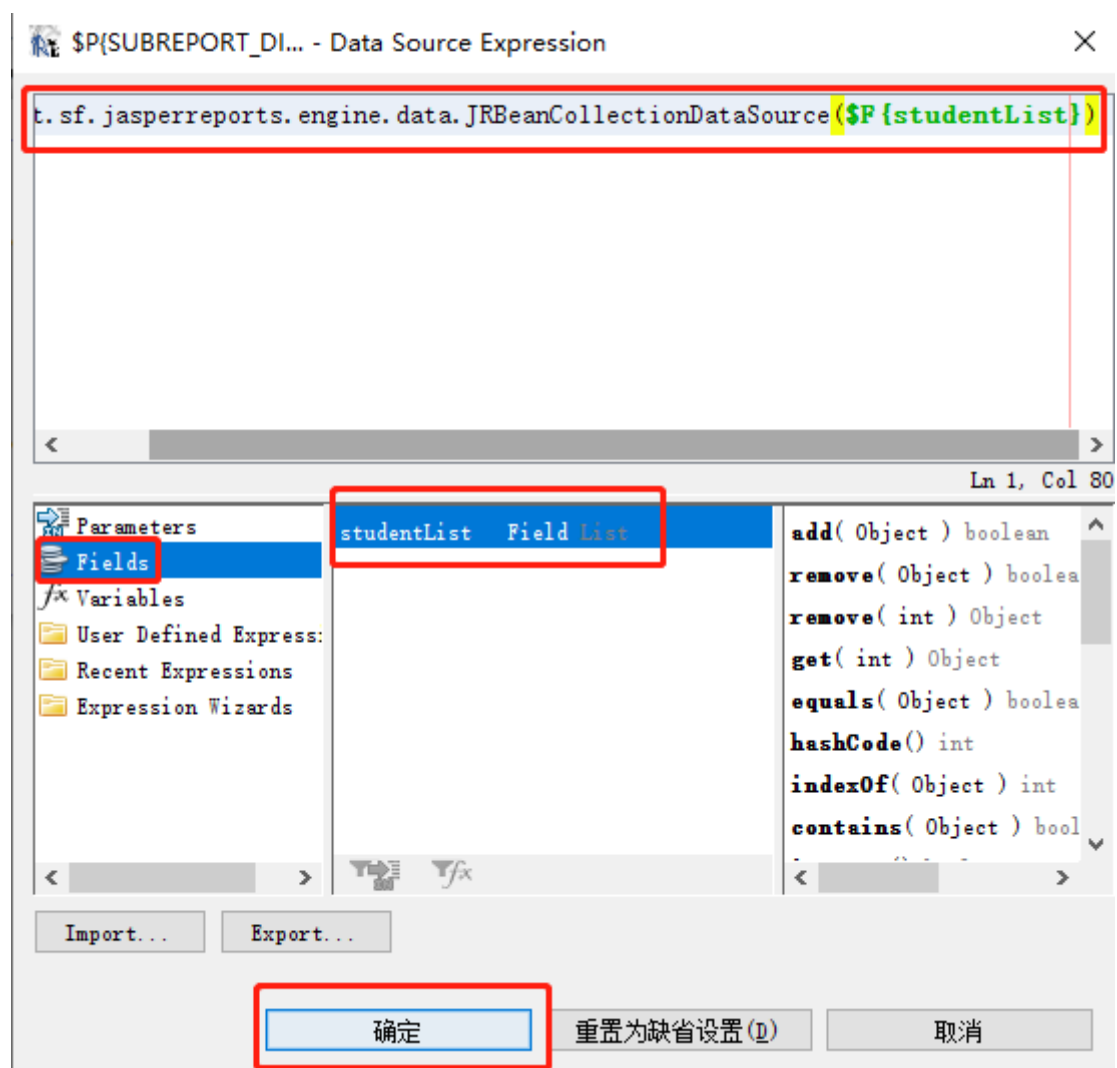 $P{SUBREPORT_DI... - Data Source Expression
t.sf.jasperreports.engine.data.JRBeanCollectionDataSource($F{studentList})
Ln 1, Col 80
Parameters
Fields
fx Variables
User Defined Express:
Recent Expressions
Expression Wizards
studentList Field List
fx
add( Object ) boolean
remove( Object ) boolea
remove( int ) Object
get( int ) Object
equals( Object ) boolea
hashCode() int
indexOf( Object ) int
contains( Object ) bool
Import... Export...
确定 重置为缺省设置(D) 取消